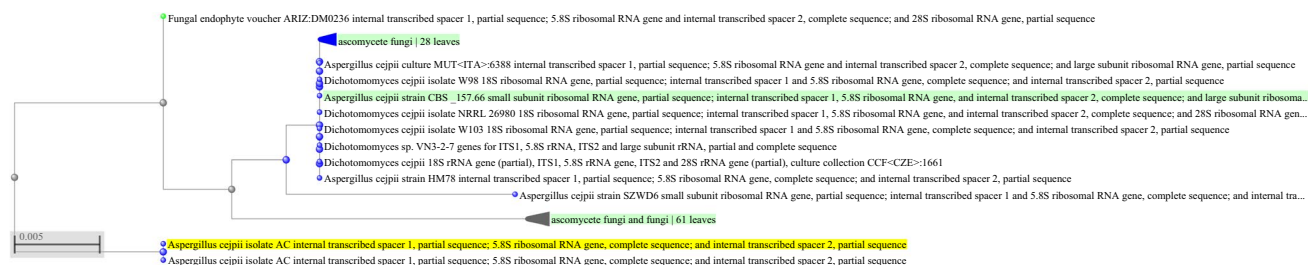 Fungal endophyte voucher ARIZ:DM0236 internal transcribed spacer 1, partial sequence; 5.8S ribosomal RNA gene and internal transcribed spacer 2, complete sequence; and 28S ribosomal RNA gene, partial sequence
ascomycete fungi | 28 leaves
Aspergillus cejpii culture MUT<ITA>:6388 internal transcribed spacer 1, partial sequence; 5.8S ribosomal RNA gene and internal transcribed spacer 2, complete sequence; and large subunit ribosomal RNA gene, partial sequence
Dichotomomyces cejpii isolate W98 18S ribosomal RNA gene, partial sequence; internal transcribed spacer 1 and 5.8S ribosomal RNA gene, complete sequence; and internal transcribed spacer 2, partial sequence
Aspergillus cejpii strain CBS _157.66 small subunit ribosomal RNA gene, partial sequence; internal transcribed spacer 1, 5.8S ribosomal RNA gene, and internal transcribed spacer 2, complete sequence; and large subunit ribosoma...
Dichotomomyces cejpii isolate NRRL 26980 18S ribosomal RNA gene, partial sequence; internal transcribed spacer 1, 5.8S ribosomal RNA gene, and internal transcribed spacer 2, complete sequence; and 28S ribosomal RNA gen...
Dichotomomyces cejpii isolate W103 18S ribosomal RNA gene, partial sequence; internal transcribed spacer 1 and 5.8S ribosomal RNA gene, complete sequence; and internal transcribed spacer 2, partial sequence
Dichotomomyces sp. VN3-2-7 genes for ITS1, 5.8S rRNA, ITS2 and large subunit rRNA, partial and complete sequence
Dichotomomyces cejpii 18S rRNA gene (partial), ITS1, 5.8S rRNA gene, ITS2 and 28S rRNA gene (partial), culture collection CCF<CZE>:1661
Aspergillus cejpii strain HM78 internal transcribed spacer 1, partial sequence; 5.8S ribosomal RNA gene, complete sequence; and internal transcribed spacer 2, partial sequence
Aspergillus cejpii strain SZWD6 small subunit ribosomal RNA gene, partial sequence; internal transcribed spacer 1 and 5.8S ribosomal RNA gene, complete sequence; and internal tra...
ascomycete fungi and fungi | 61 leaves
0.005
Aspergillus cejpii isolate AC internal transcribed spacer 1, partial sequence; 5.8S ribosomal RNA gene, complete sequence; and internal transcribed spacer 2, partial sequence
Aspergillus cejpii isolate AC internal transcribed spacer 1, partial sequence; 5.8S ribosomal RNA gene, complete sequence; and internal transcribed spacer 2, partial sequence